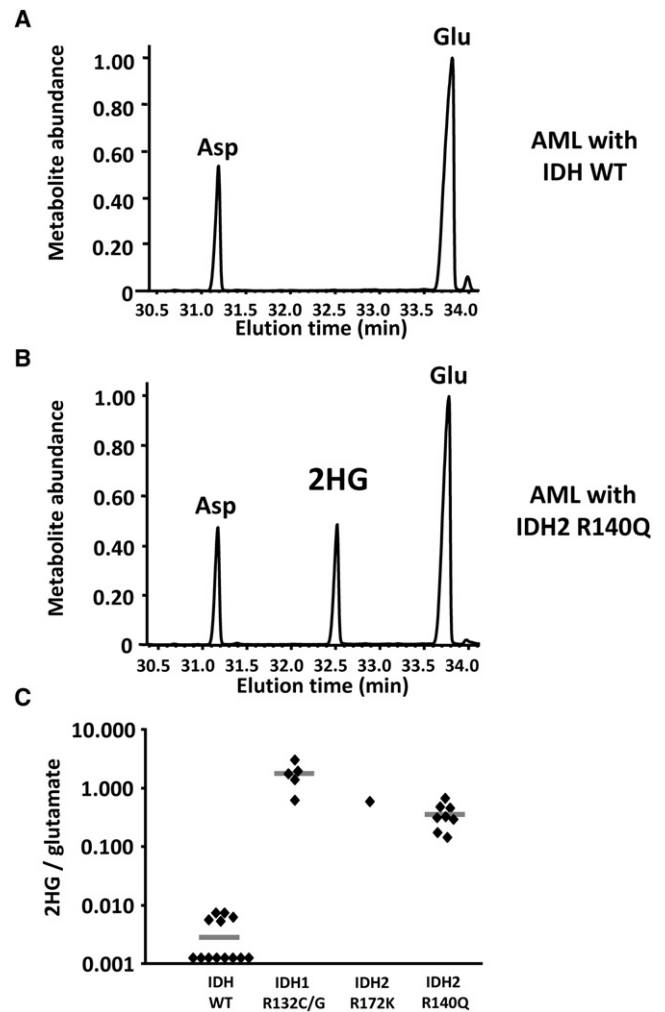 A
Metabolite abundance
1.00
0.80
0.60
0.40
0.20
0
Asp
Glu
30.5 31.0 31.5 32.0 32.5 33.0 33.5 34.0
Elution time (min)
AML with
IDH WT
B
Metabolite abundance
1.00
0.80
0.60
0.40
0.20
0
Asp
2HG
Glu
30.5 31.0 31.5 32.0 32.5 33.0 33.5 34.0
Elution time (min)
AML with
IDH2 R140Q
C
2HG / glutamate
10.000
1.000
0.100
0.010
0.001
IDH
WT
IDH1
R132C/G
IDH2
R172K
IDH2
R140Q